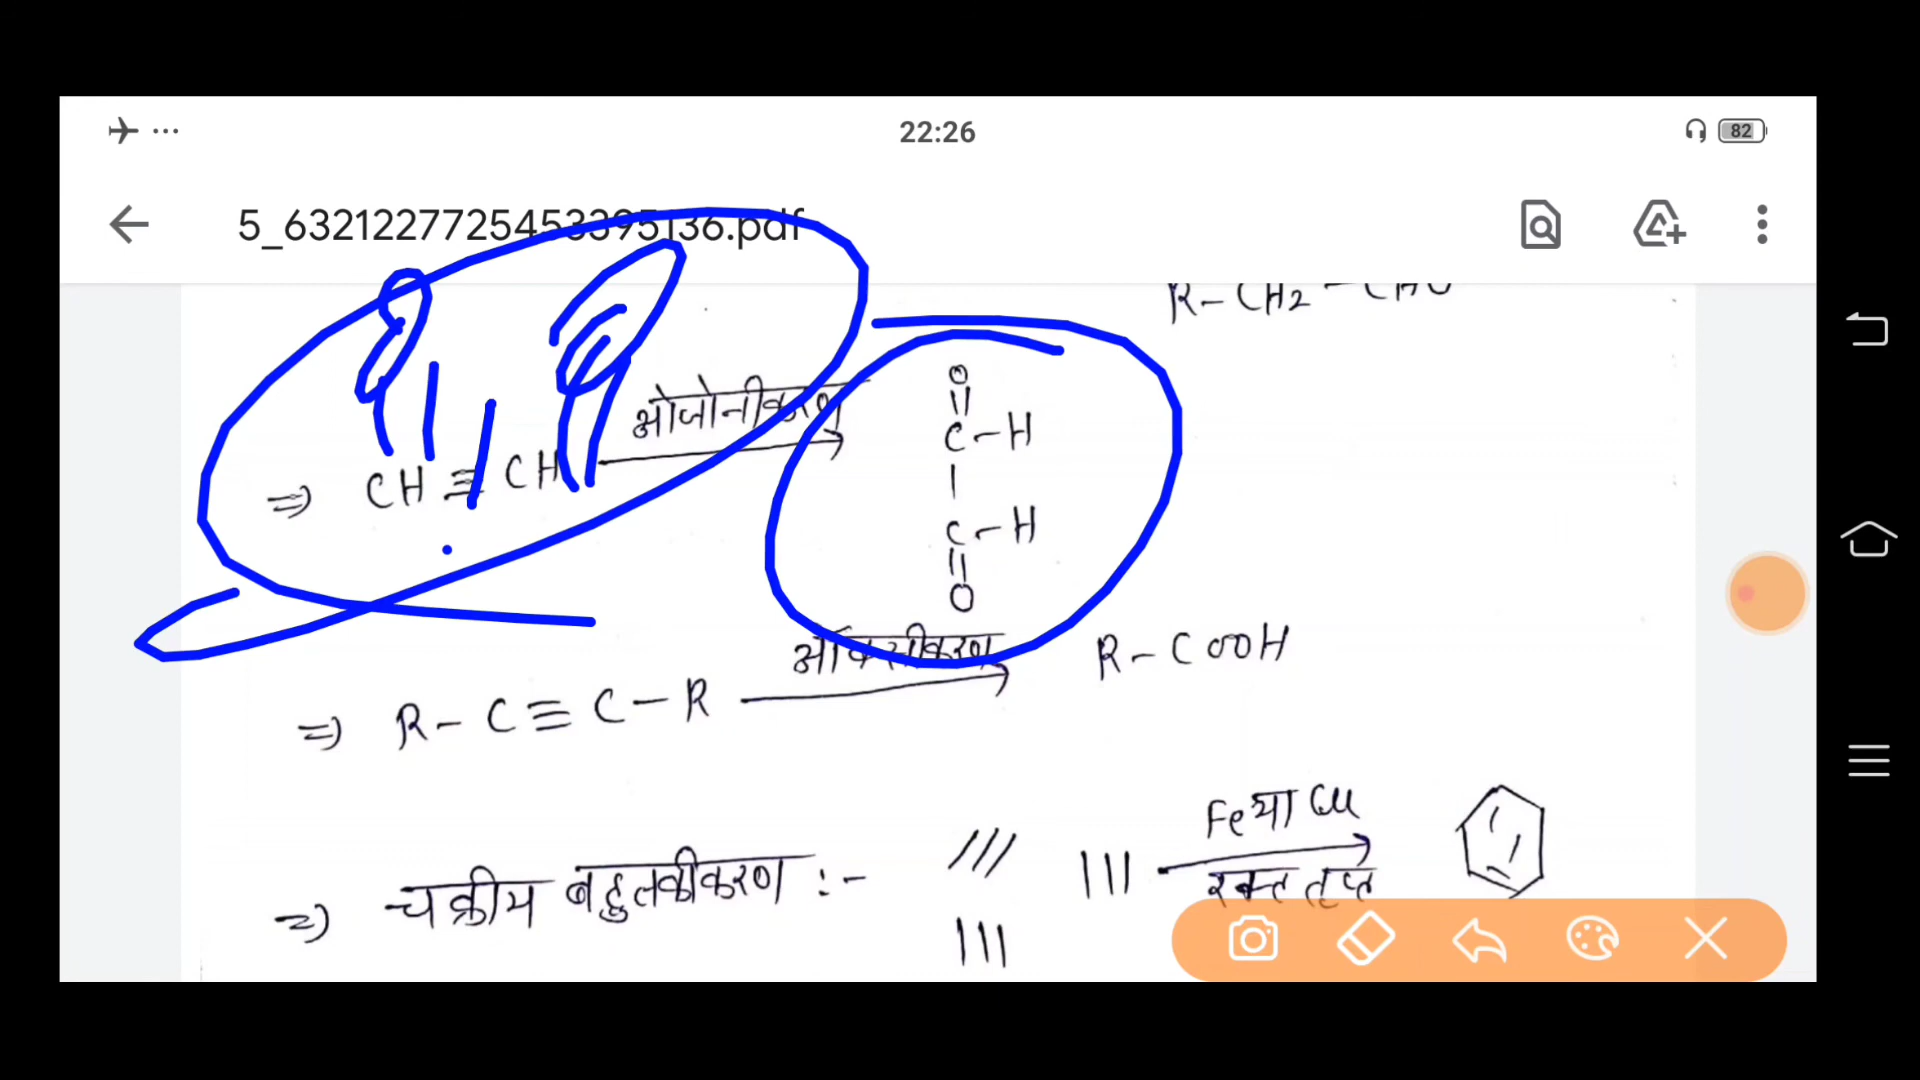 22:26
82
5_6321227725453395136.pdf
R-CH2-CHO
ओजोनीकरण
⇒ CH≡CH
O
||
C-H
|
C-H
||
O
ऑक्सीकरण
⇒ R-C≡C-R → R-COOH
Fe या Cu
रक्त तप्त
⇒ चक्रीय बहुलकीकरण :-